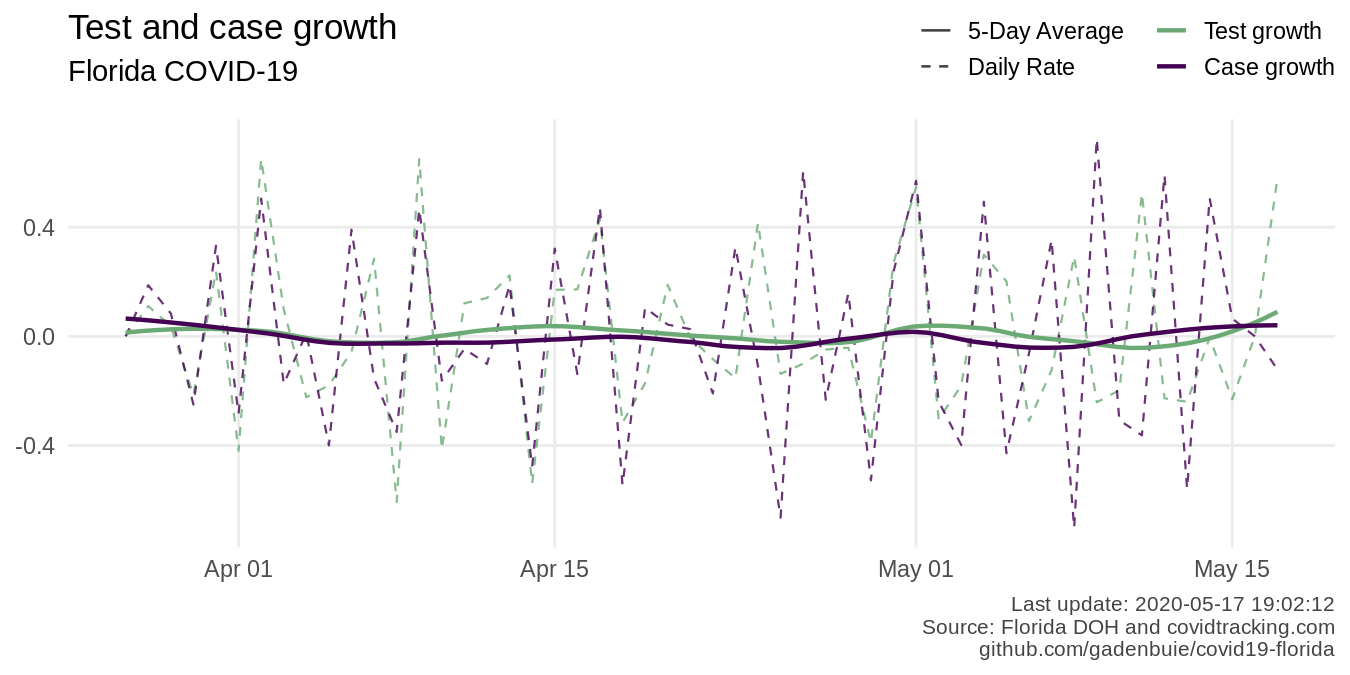 Test and case growth
Florida COVID-19
5-Day Average
Test growth
Daily Rate
Case growth
0.4
0.0
-0.4
Apr 01
Apr 15
May 01
May 15
Last update: 2020-05-17 19:02:12
Source: Florida DOH and covidtracking.com
github.com/gadenbuie/covid19-florida